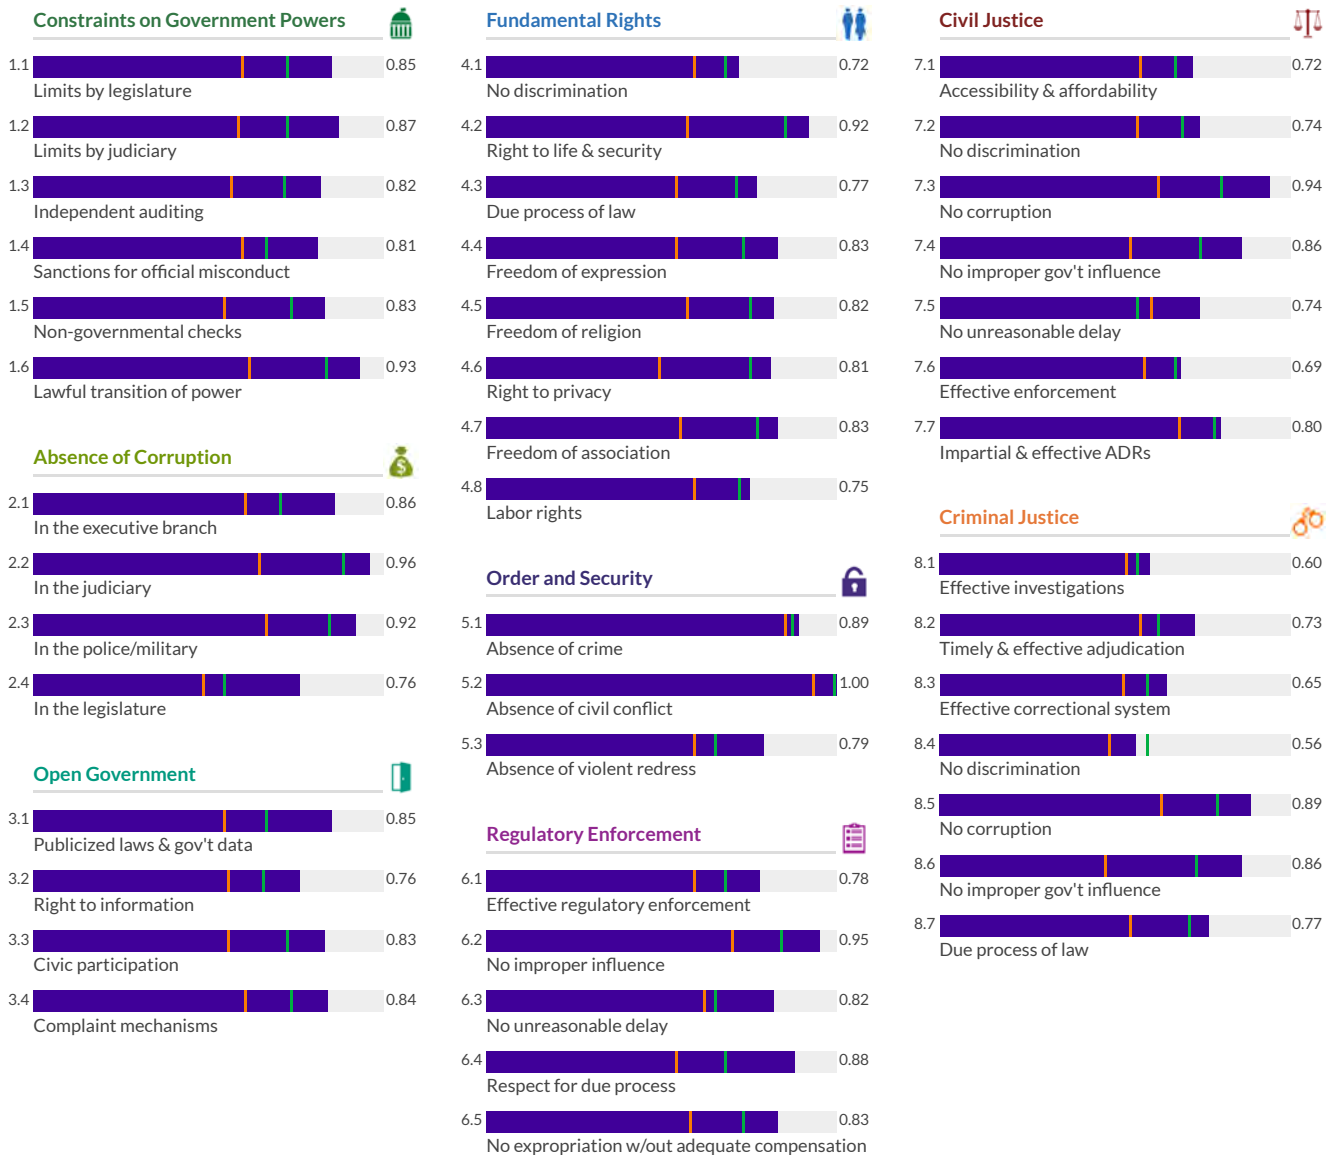 Constraints on Government Powers
1.1 0.85
Limits by legislature
1.2 0.87
Limits by judiciary
1.3 0.82
Independent auditing
1.4 0.81
Sanctions for official misconduct
1.5 0.83
Non-governmental checks
1.6 0.93
Lawful transition of power
Absence of Corruption
$
2.1 0.86
In the executive branch
2.2 0.96
In the judiciary
2.3 0.92
In the police/military
2.4 0.76
In the legislature
Open Government
3.1 0.85
Publicized laws & gov't data
3.2 0.76
Right to information
3.3 0.83
Civic participation
3.4 0.84
Complaint mechanisms
Fundamental Rights
4.1 0.72
No discrimination
4.2 0.92
Right to life & security
4.3 0.77
Due process of law
4.4 0.83
Freedom of expression
4.5 0.82
Freedom of religion
4.6 0.81
Right to privacy
4.7 0.83
Freedom of association
4.8 0.75
Labor rights
Order and Security
5.1 0.89
Absence of crime
5.2 1.00
Absence of civil conflict
5.3 0.79
Absence of violent redress
Regulatory Enforcement
6.1 0.78
Effective regulatory enforcement
6.2 0.95
No improper influence
6.3 0.82
No unreasonable delay
6.4 0.88
Respect for due process
6.5 0.83
No expropriation w/out adequate compensation
Civil Justice
7.1 0.72
Accessibility & affordability
7.2 0.74
No discrimination
7.3 0.94
No corruption
7.4 0.86
No improper gov't influence
7.5 0.74
No unreasonable delay
7.6 0.69
Effective enforcement
7.7 0.80
Impartial & effective ADRs
Criminal Justice
8.1 0.60
Effective investigations
8.2 0.73
Timely & effective adjudication
8.3 0.65
Effective correctional system
8.4 0.56
No discrimination
8.5 0.89
No corruption
8.6 0.86
No improper gov't influence
8.7 0.77
Due process of law